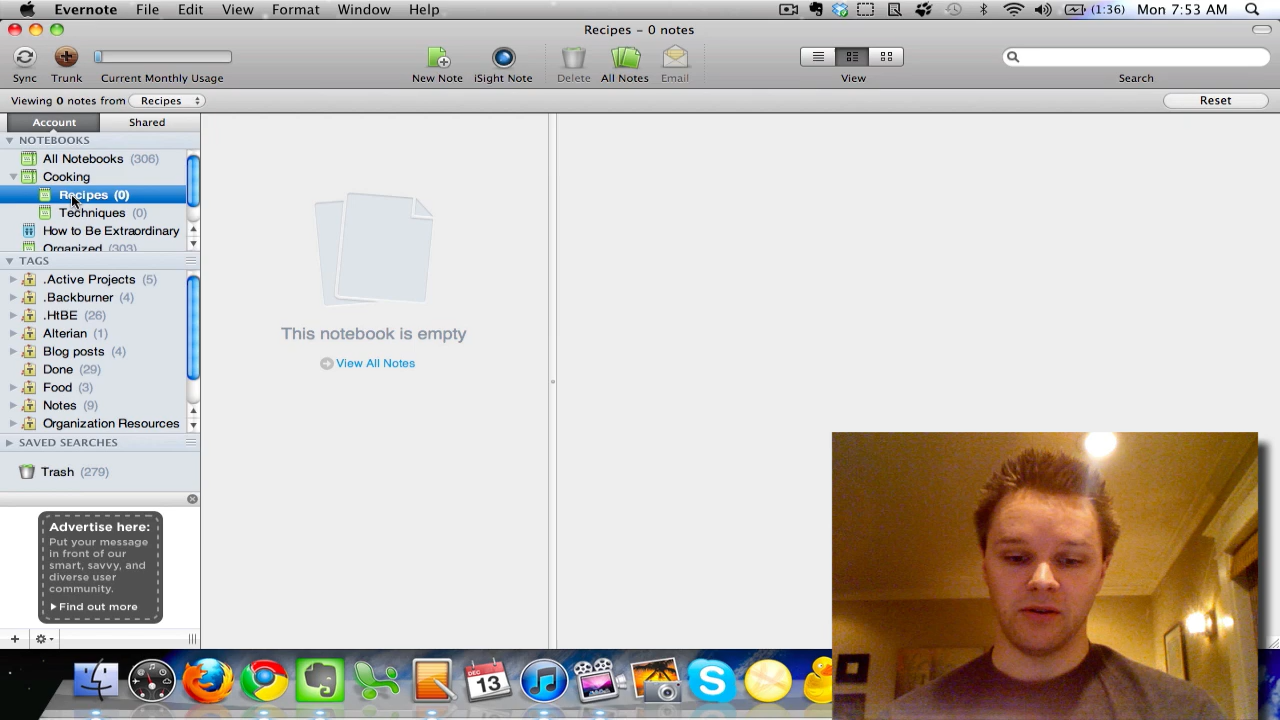 Evernote File Edit View Format Window Help (1:36) Mon 7:53 AM
Recipes – 0 notes
Sync Trunk Current Monthly Usage New Note iSight Note Delete All Notes Email View Search
Viewing 0 notes from Recipes Reset
Account Shared
NOTEBOOKS
All Notebooks (306)
Cooking
Recipes (0)
Techniques (0)
How to Be Extraordinary
Organized (303)
TAGS
.Active Projects (5)
.Backburner (4)
.HtBE (26)
Alterian (1)
Blog posts (4)
Done (29)
Food (3)
Notes (9)
Organization Resources
SAVED SEARCHES
Trash (279)
Advertise here:
Put your message
in front of our
smart, savvy, and
diverse user
community.
Find out more
This notebook is empty
View All Notes
DEC
13